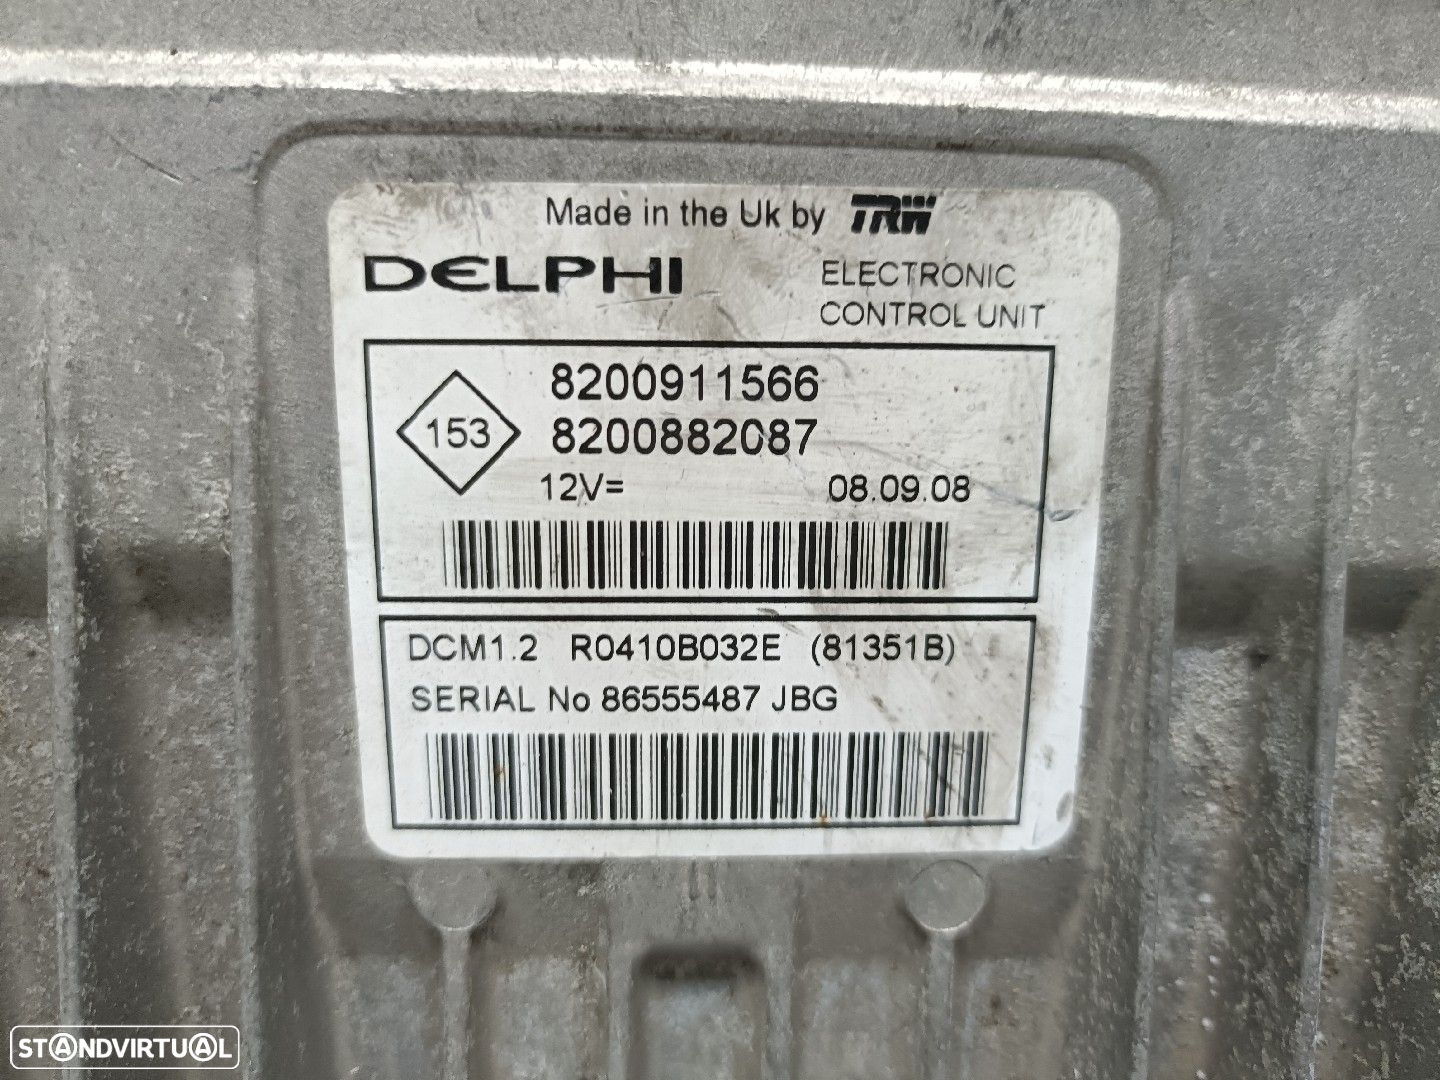 Made in the Uk by TRW
DELPHI
ELECTRONIC
CONTROL UNIT
8200911566
153
8200882087
12V= 08.09.08
DCM1.2 R0410B032E (81351B)
SERIAL No 86555487 JBG
STANDVIRTUAL